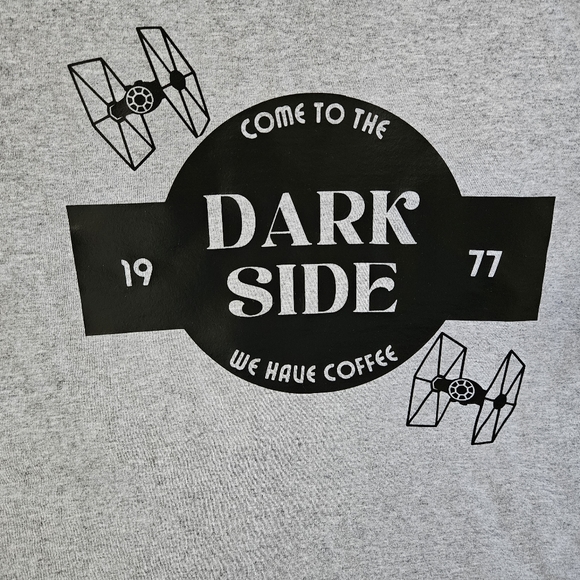 COME TO THE
DARK
SIDE
19 77
WE HAVE COFFEE